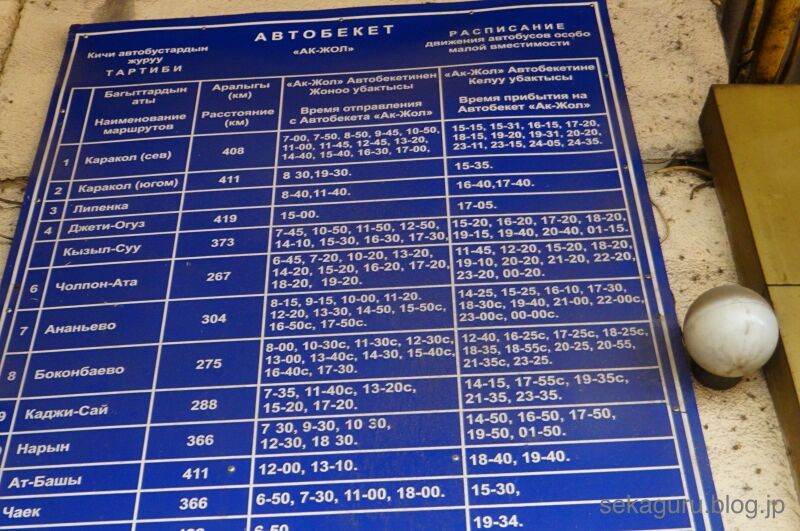 АВТОБЕКЕТ
«АК-ЖОЛ»
Кичи автобустардын
журуу
ТАРТИБИ
РАСПИСАНИЕ
движения автобусов особо
малой вместимости
Багыттардын
аты
Наименование
маршрутов
Аралыгы
(км)
Расстояние
(км)
«Ак-Жол» Автобекетинен
Жоноо убактысы
Время отправления
с Автобекета «Ак-Жол»
«Ак-Жол» Автобекетине
Келуу убактысы
Время прибытия на
Автобекет «Ак-Жол»
1 Каракол (сев) 408
7-00, 7-50, 8-50, 9-45, 10-50,
11-00, 11-45, 12-45, 13-20,
14-40, 15-40, 16-30, 17-00.
15-15, 15-31, 16-15, 17-20,
18-15, 19-20, 19-31, 20-20,
23-11, 23-15, 24-05, 24-35.
2 Каракол (югом) 411 8 30,19-30. 15-35.
3 Липенка 8-40,11-40. 16-40,17-40.
4 Джети-Огуз 419 15-00. 17-05.
Кызыл-Суу 373
7-45, 10-50, 11-50, 12-50,
14-10, 15-30, 16-30, 17-30,
15-20, 16-20, 17-20, 18-20,
19-15, 19-40, 20-40, 01-15.
6 Чолпон-Ата 267
6-45, 7-20, 10-20, 13-20,
14-20, 15-20, 16-20, 17-20,
18-20, 19-20.
11-45, 12-20, 15-20, 18-20,
19-10, 20-20, 21-20, 22-20,
23-20, 00-20.
7 Ананьево 304
8-15, 9-15, 10-00, 11-20.
12-20, 13-30, 14-50, 15-50с,
16-50с, 17-50с.
14-25, 15-25, 16-10, 17-30,
18-30с, 19-40, 21-00, 22-00с,
23-00с, 00-00с.
8 Боконбаево 275
8-00, 10-30с, 11-30с, 12-30с,
13-00, 13-40с, 14-30, 15-40с,
16-40с, 17-30.
12-40, 16-25с, 17-25с, 18-25с,
18-35, 18-55с, 20-25, 20-55,
21-35с, 23-25.
9 Каджи-Сай 288
7-35, 11-40с, 13-20с,
15-20, 17-20.
14-15, 17-55с, 19-35с,
21-35, 23-35.
Нарын 366
7 30, 9-30, 10 30,
12-30, 18 30.
14-50, 16-50, 17-50,
19-50, 01-50.
Ат-Башы 411 12-00, 13-10. 18-40, 19-40.
Чаек 366 6-50, 7-30, 11-00, 18-00. 15-30,
6-50 19-34.
sekaguru.blog.jp